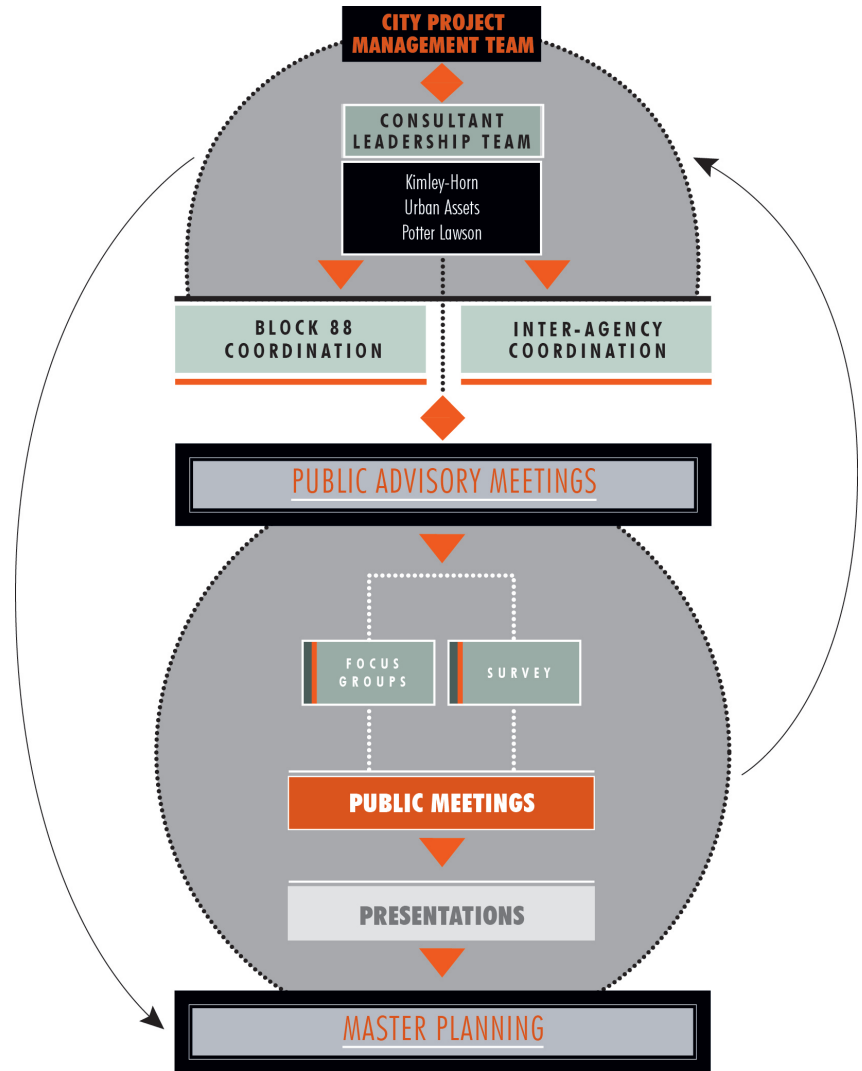 CITY PROJECT
MANAGEMENT TEAM
CONSULTANT
LEADERSHIP TEAM
Kimley-Horn
Urban Assets
Potter Lawson
BLOCK 88
COORDINATION
INTER-AGENCY
COORDINATION
PUBLIC ADVISORY MEETINGS
FOCUS
GROUPS
SURVEY
PUBLIC MEETINGS
PRESENTATIONS
MASTER PLANNING